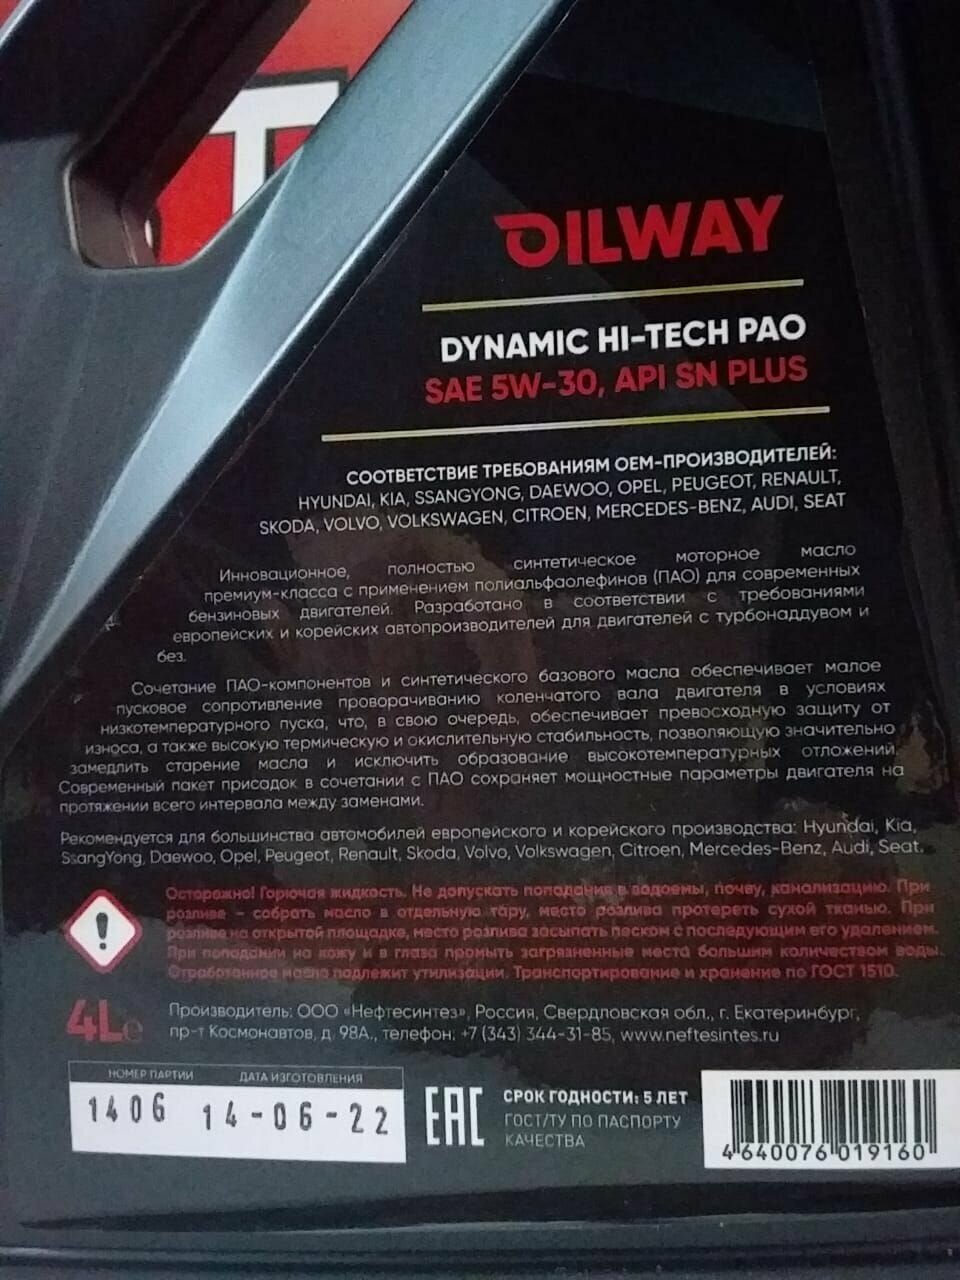 T
OILWAY
DYNAMIC HI-TECH PAO
SAE 5W-30, API SN PLUS
СООТВЕТСТВИЕ ТРЕБОВАНИЯМ OEM-ПРОИЗВОДИТЕЛЕЙ:
HYUNDAI, KIA, SSANGYONG, DAEWOO, OPEL, PEUGEOT, RENAULT,
SKODA, VOLVO, VOLKSWAGEN, CITROEN, MERCEDES-BENZ, AUDI, SEAT
Инновационное, полностью синтетическое моторное масло
премиум-класса с применением полиальфаолефинов (ПАО) для современных
бензиновых двигателей. Разработано в соответствии с требованиями
европейских и корейских автопроизводителей для двигателей с турбонаддувом и
без.
Сочетание ПАО-компонентов и синтетического базового масла обеспечивает малое
пусковое сопротивление проворачиванию коленчатого вала двигателя в условиях
низкотемпературного пуска, что, в свою очередь, обеспечивает превосходную защиту от
износа, а также высокую термическую и окислительную стабильность, позволяющую значительно
замедлить старение масла и исключить образование высокотемпературных отложений.
Современный пакет присадок в сочетании с ПАО сохраняет мощностные параметры двигателя на
протяжении всего интервала между заменами.
Рекомендуется для большинства автомобилей европейского и корейского производства: Hyundai, Kia,
SsangYong, Daewoo, Opel, Peugeot, Renault, Skoda, Volvo, Volkswagen, Citroen, Mercedes-Benz, Audi, Seat.
Осторожно! Горючая жидкость. Не допускать попадания в водоемы, почву, канализацию. При
розливе – собрать масло в отдельную тару, место розлива протереть сухой тканью. При
розливе на открытой площадке, место розлива засыпать песком с последующим его удалением.
При попадании на кожу и в глаза промыть загрязненные места большим количеством воды.
Отработанное масло подлежит утилизации. Транспортирование и хранение по ГОСТ 1510.
4L℮ Производитель: ООО «Нефтесинтез», Россия, Свердловская обл., г. Екатеринбург,
пр-т Космонавтов, д. 98А., телефон: +7 (343) 344-31-85, www.neftesintes.ru
НОМЕР ПАРТИИ ДАТА ИЗГОТОВЛЕНИЯ
1406 14-06-22
EAC
СРОК ГОДНОСТИ: 5 ЛЕТ
ГОСТ/ТУ ПО ПАСПОРТУ
КАЧЕСТВА
4 640076 019160